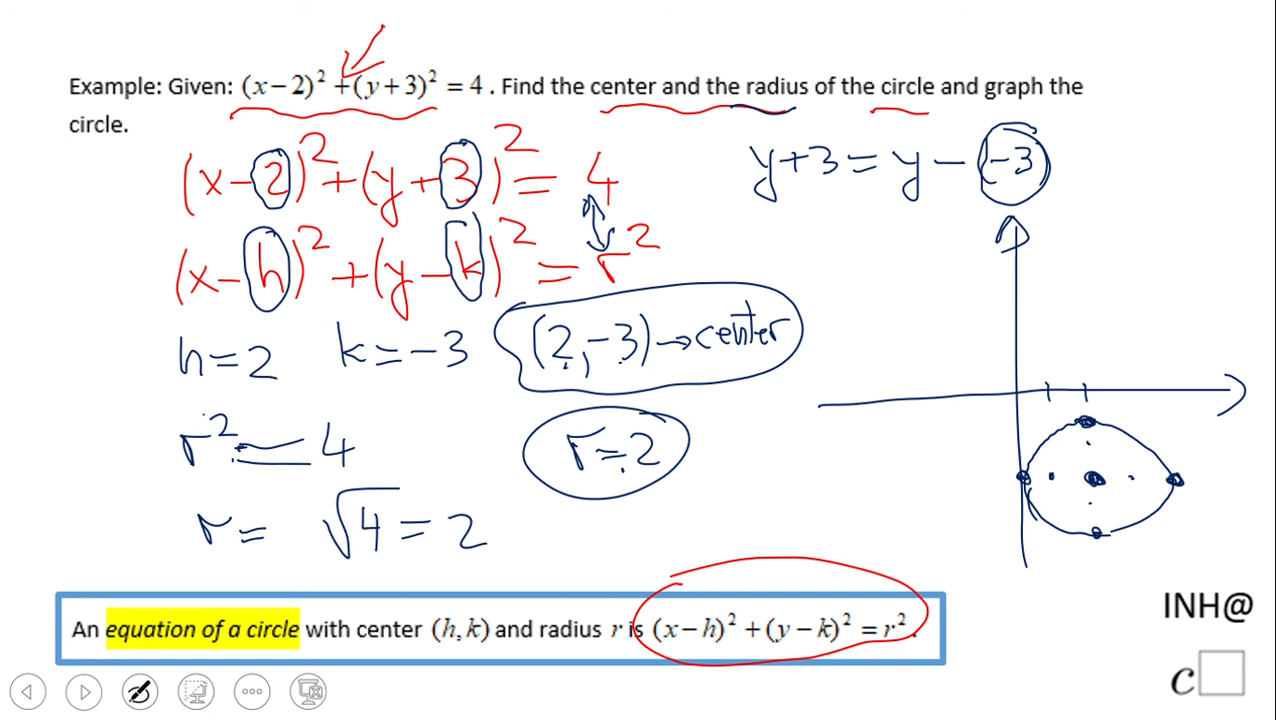 Example: Given: (x − 2)² + (y + 3)² = 4 . Find the center and the radius of the circle and graph the
circle.
(x-2)²+(y+3)² = 4
y+3 = y-(-3)
(x-h)²+(y-k)² = r²
h=2 k=-3 (2,-3)→center
r² = 4 r=2
r= √4 = 2
An equation of a circle with center (h, k) and radius r is (x − h)² + (y − k)² = r² .
INH@
c□